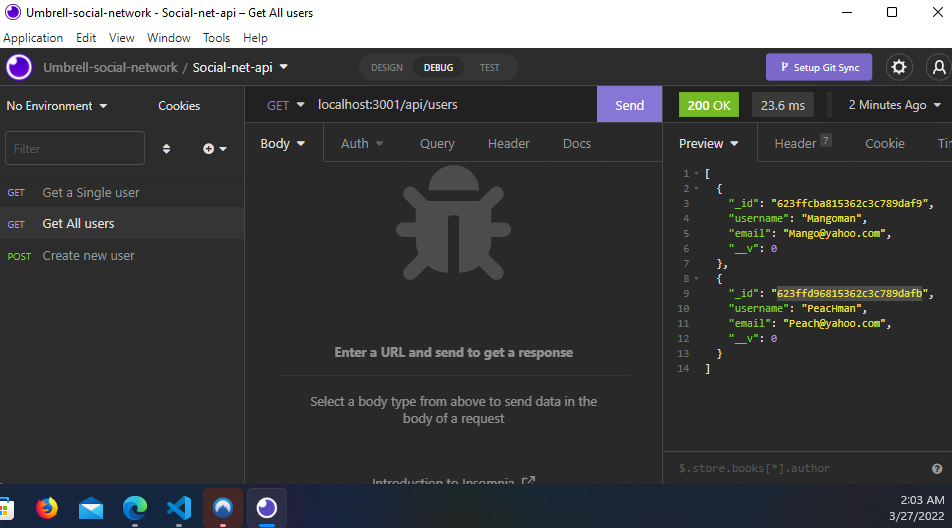 Umbrell-social-network - Social-net-api – Get All users
Application Edit View Window Tools Help
Umbrell-social-network / Social-net-api
DESIGN DEBUG TEST
Setup Git Sync
No Environment Cookies
Filter
GET Get a Single user
GET Get All users
POST Create new user
GET localhost:3001/api/users Send
Body Auth Query Header Docs
Enter a URL and send to get a response
Select a body type from above to send data in the
body of a request
Introduction to Insomnia
200 OK 23.6 ms 2 Minutes Ago
Preview Header 7 Cookie Tin
1 [
2 {
3 "_id": "623ffcba815362c3c789daf9",
4 "username": "Mangoman",
5 "email": "Mango@yahoo.com",
6 "__v": 0
7 },
8 {
9 "_id": "623ffd96815362c3c789dafb",
10 "username": "PeacHman",
11 "email": "Peach@yahoo.com",
12 "__v": 0
13 }
14 ]
$.store.books[*].author
2:03 AM
3/27/2022